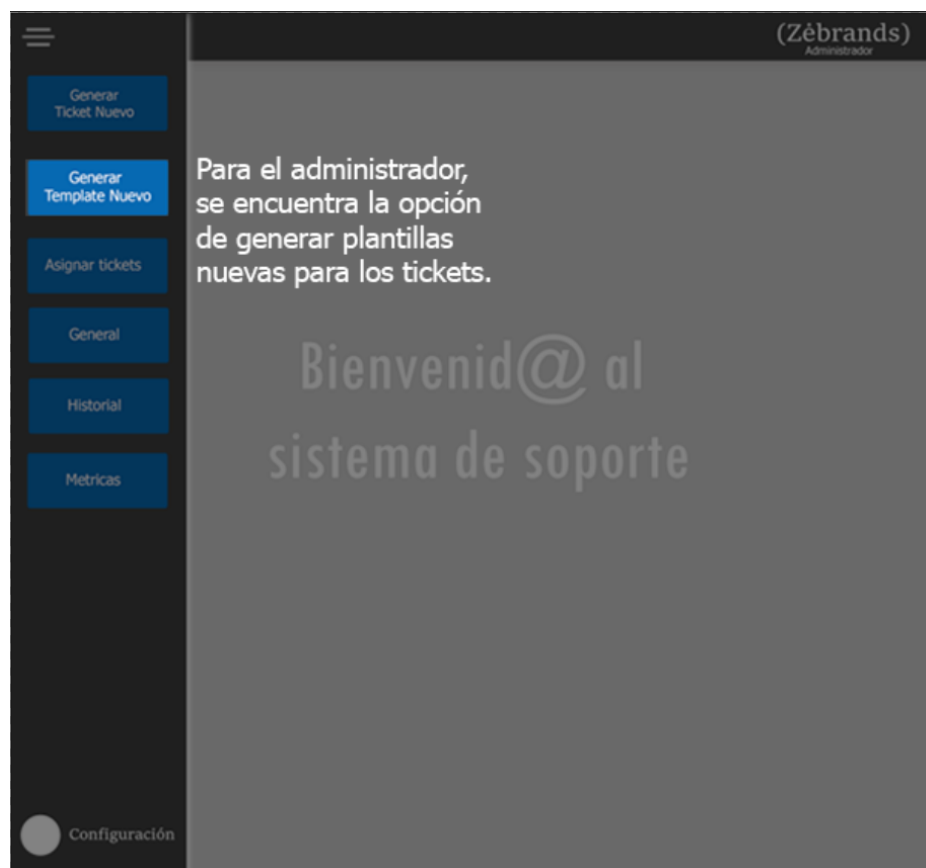 (Zėbrands)
Administrador
Generar
Ticket Nuevo
Generar
Template Nuevo
Para el administrador,
se encuentra la opción
de generar plantillas
nuevas para los tickets.
Asignar tickets
General
Historial
Metricas
Bienvenid@ al
sistema de soporte
Configuración